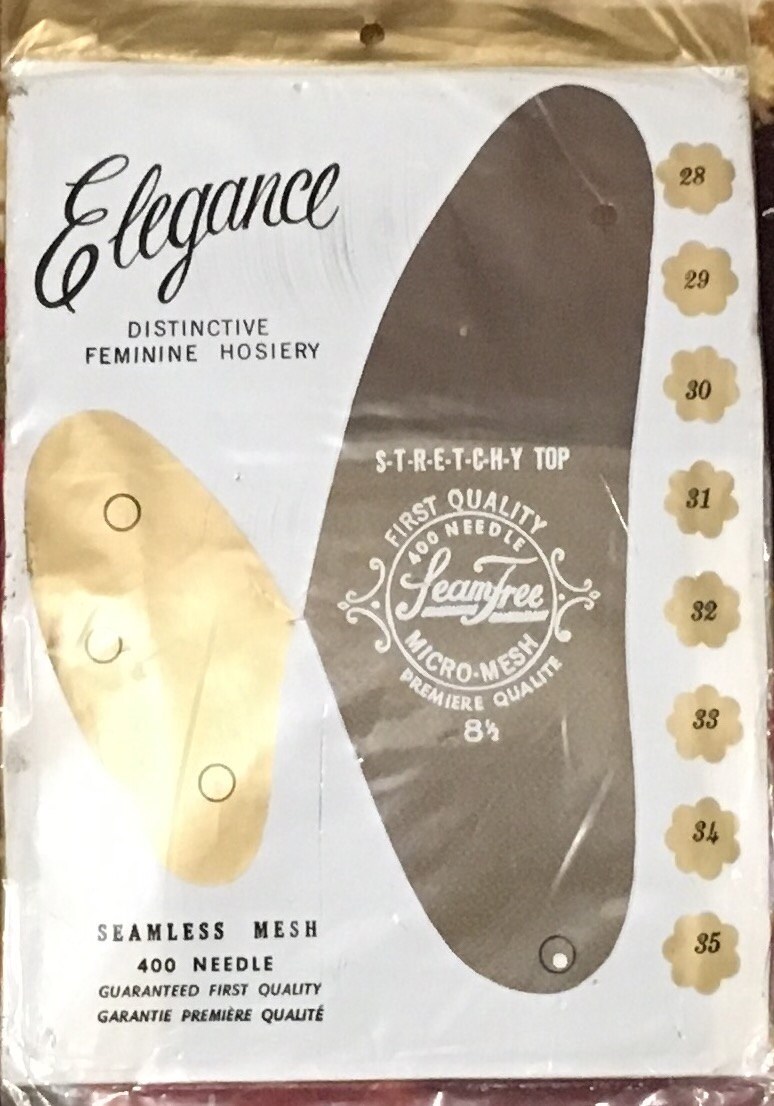 Elegance
DISTINCTIVE
FEMININE HOSIERY
S-T-R-E-T-C-H-Y TOP
FIRST QUALITY
400 NEEDLE
SeamFree
MICRO-MESH
PREMIERE QUALITE
8½
SEAMLESS MESH
400 NEEDLE
GUARANTEED FIRST QUALITY
GARANTIE PREMIÈRE QUALITÉ
28
29
30
31
32
33
34
35